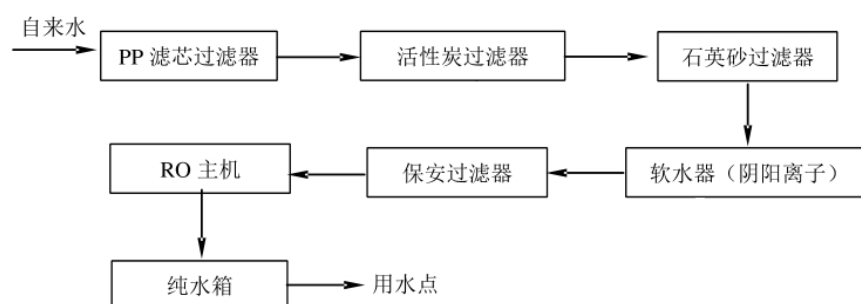 自来水
PP 滤芯过滤器
活性炭过滤器
石英砂过滤器
软水器（阴阳离子）
保安过滤器
RO 主机
纯水箱
用水点